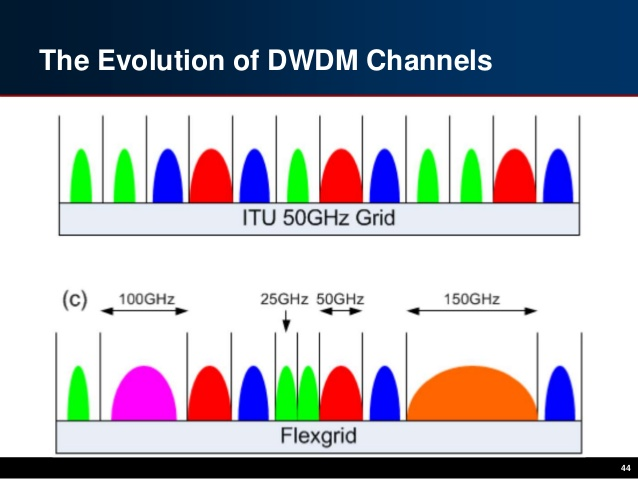 The Evolution of DWDM Channels
ITU 50GHz Grid
(c)
100GHz
25GHz
50GHz
150GHz
Flexgrid
44